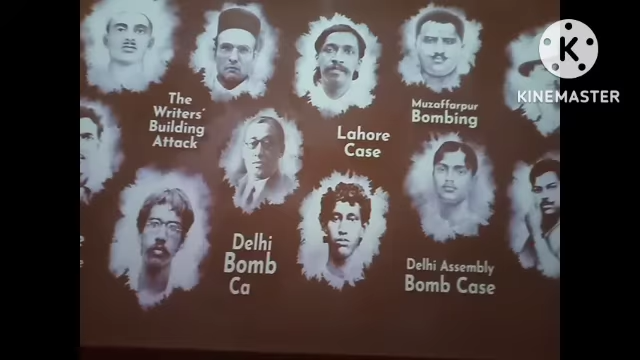 KINEMASTER
The
Writers'
Building
Attack
Lahore
Case
Muzaffarpur
Bombing
Delhi
Bomb
Ca
Delhi Assembly
Bomb Case